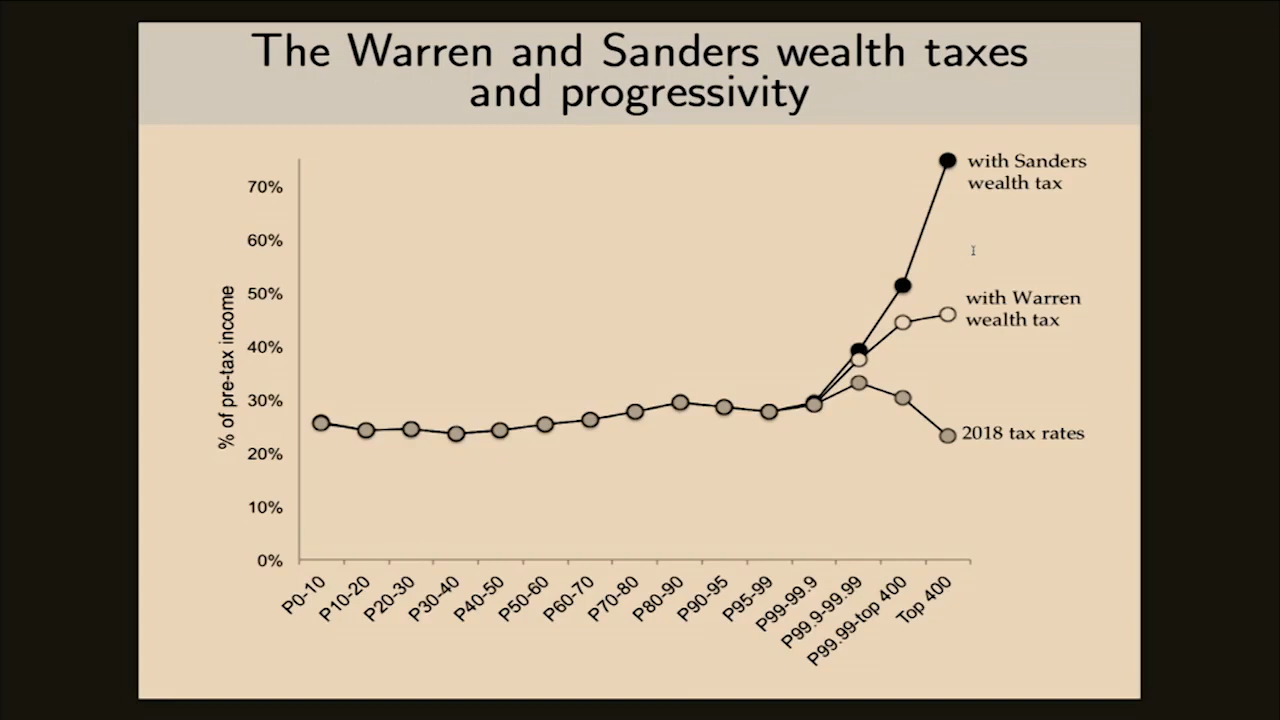 The Warren and Sanders wealth taxes
and progressivity
with Sanders
wealth tax
with Warren
wealth tax
2018 tax rates
% of pre-tax income
70%
60%
50%
40%
30%
20%
10%
0%
P0-10
P10-20
P20-30
P30-40
P40-50
P50-60
P60-70
P70-80
P80-90
P90-95
P95-99
P99-99.9
P99.9-99.99
P99.99-top 400
Top 400